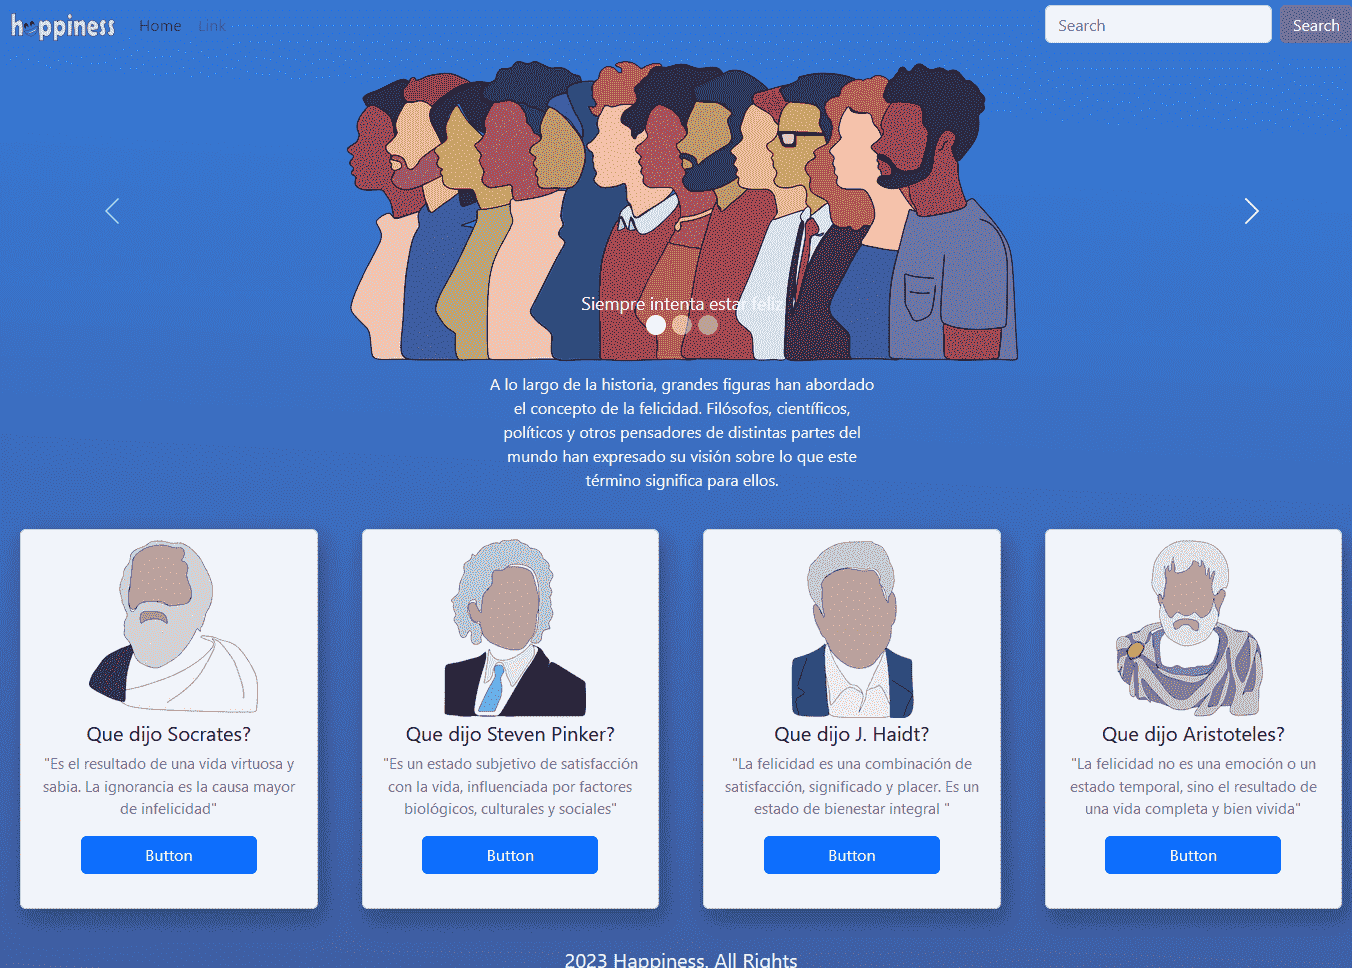 happiness Home Link Search Search
Siempre intenta estar feliz.
A lo largo de la historia, grandes figuras han abordado
el concepto de la felicidad. Filósofos, científicos,
políticos y otros pensadores de distintas partes del
mundo han expresado su visión sobre lo que este
término significa para ellos.
Que dijo Socrates?
"Es el resultado de una vida virtuosa y
sabia. La ignorancia es la causa mayor
de infelicidad"
Button
Que dijo Steven Pinker?
"Es un estado subjetivo de satisfacción
con la vida, influenciada por factores
biológicos, culturales y sociales"
Button
Que dijo J. Haidt?
"La felicidad es una combinación de
satisfacción, significado y placer. Es un
estado de bienestar integral "
Button
Que dijo Aristoteles?
"La felicidad no es una emoción o un
estado temporal, sino el resultado de
una vida completa y bien vivida"
Button
2023 Happiness. All Rights